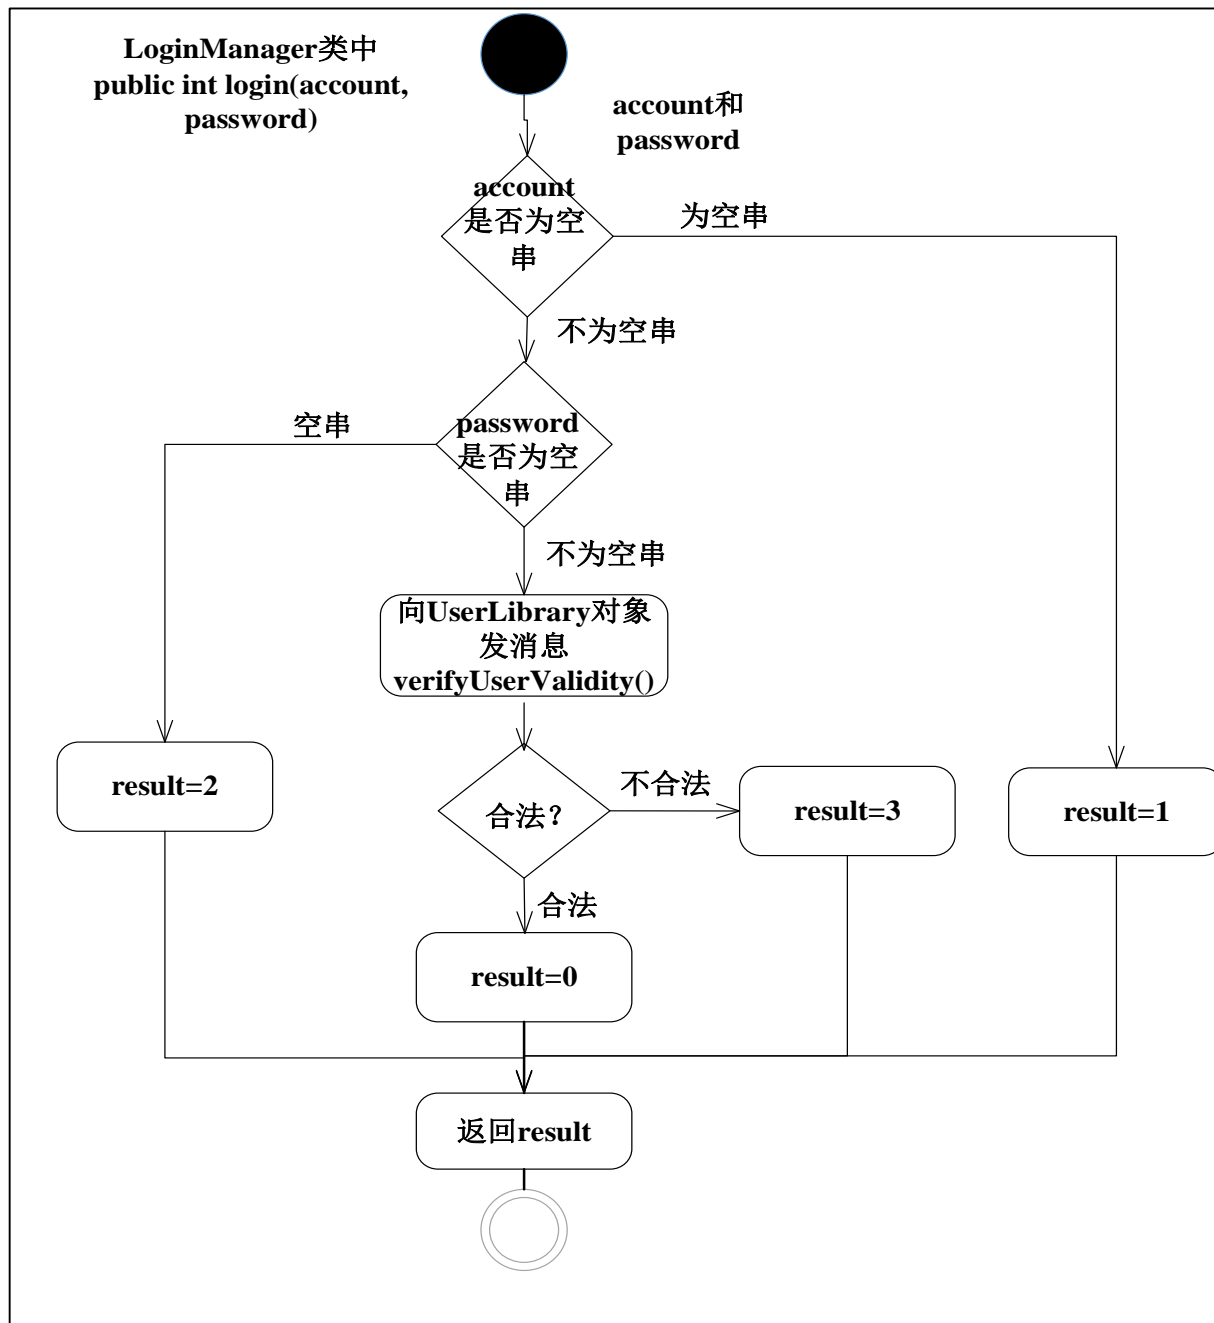 LoginManager类中
public int login(account,
password)
account和
password
account
是否为空
串
为空串
不为空串
空串
password
是否为空
串
不为空串
向UserLibrary对象
发消息
verifyUserValidity()
result=2
合法？
不合法
result=3
result=1
合法
result=0
返回result